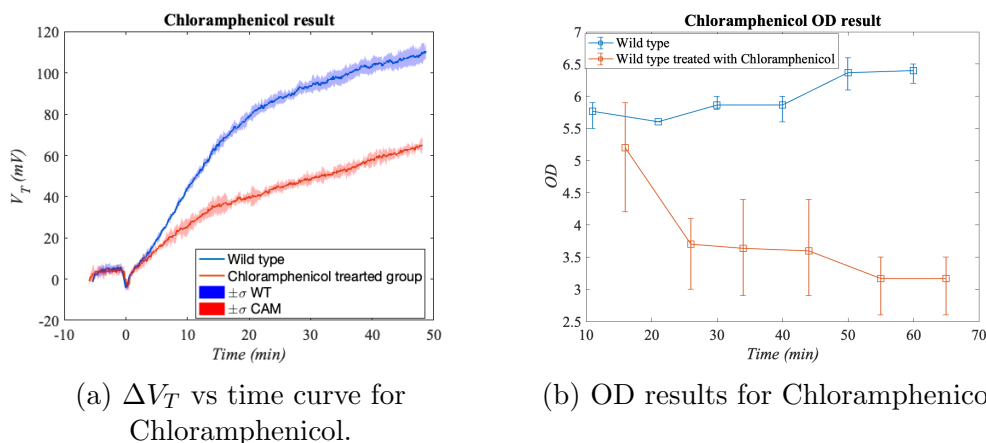 Chloramphenicol result
120
100
80
60
40
20
0
-20
V_T (mV)
-10
0
10
20
30
40
50
Time (min)
Wild type
Chloramphenicol trearted group
±σ WT
±σ CAM
(a) ΔV_T vs time curve for
Chloramphenicol.
Chloramphenicol OD result
7
6.5
6
5.5
5
4.5
4
3.5
3
2.5
OD
20
30
40
50
60
70
Time (min)
Wild type
Wild type treated with Chloramphenicol
(b) OD results for Chloramphenico